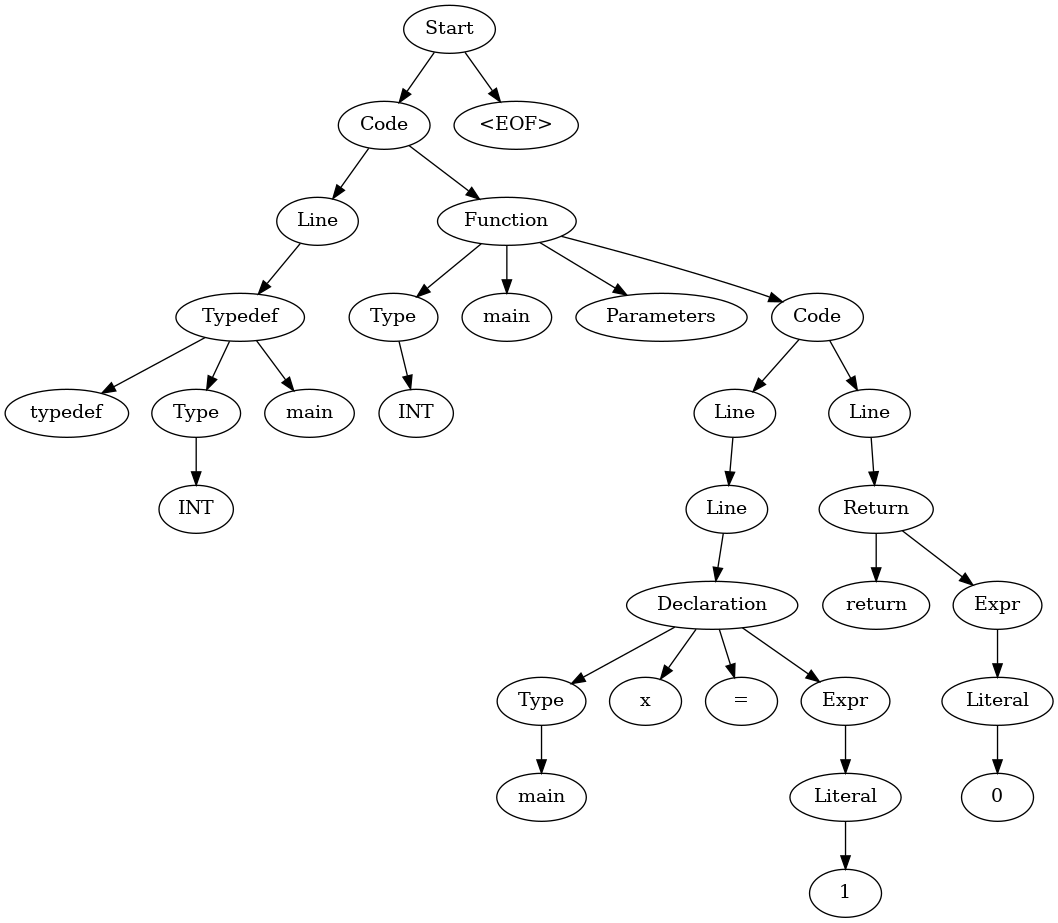 Start
Code <EOF>
Line Function
Typedef Type main Parameters Code
typedef Type main INT Line Line
INT Line Return
Declaration return Expr
Type x = Expr Literal
main Literal 0
1